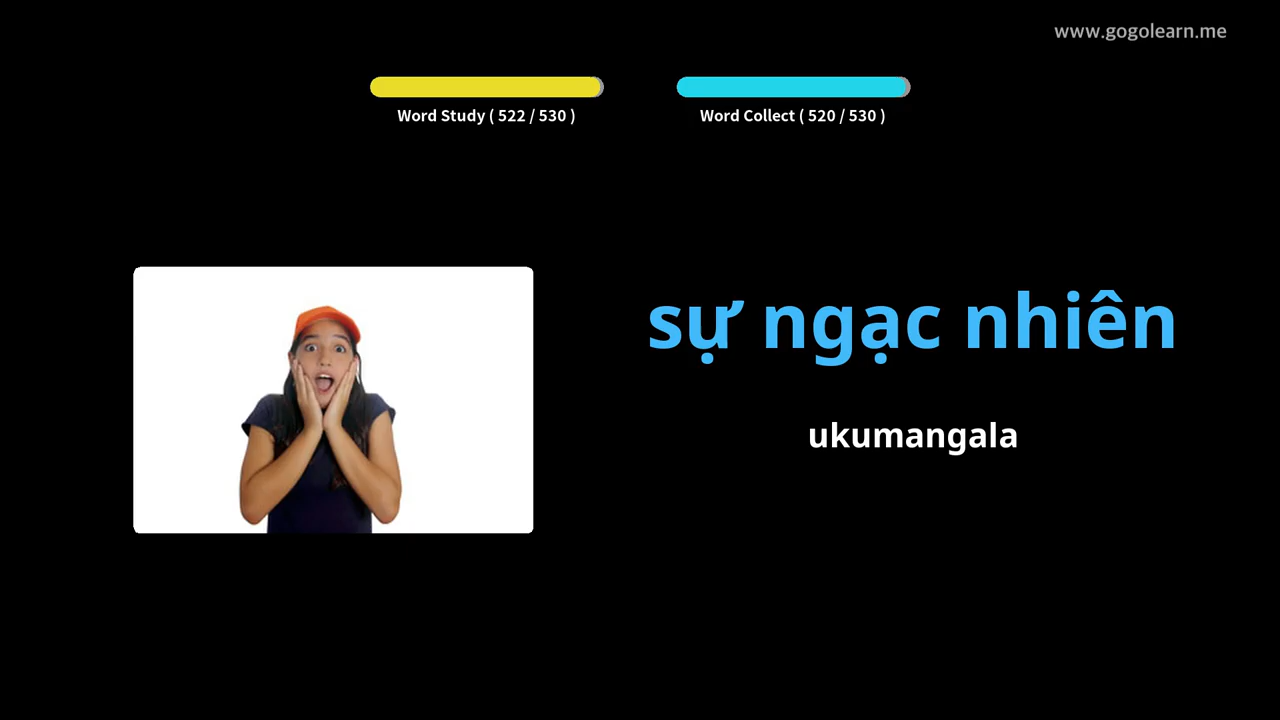 www.gogolearn.me
Word Study ( 522 / 530 )
Word Collect ( 520 / 530 )
sự ngạc nhiên
ukumangala